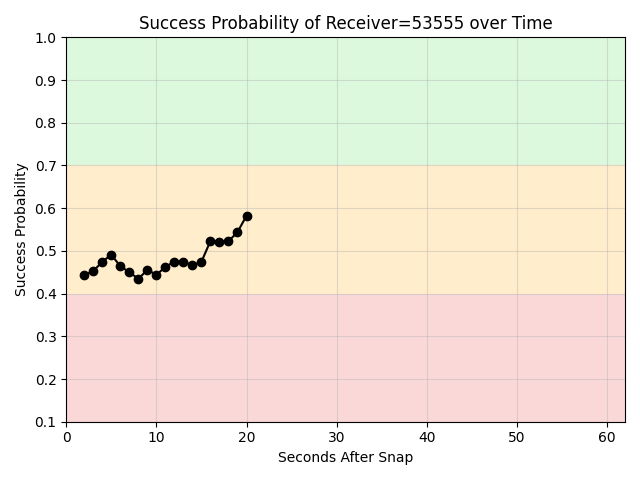 Success Probability of Receiver=53555 over Time
1.0
0.9
0.8
0.7
0.6
0.5
0.4
0.3
0.2
0.1
Success Probability
0 10 20 30 40 50 60
Seconds After Snap